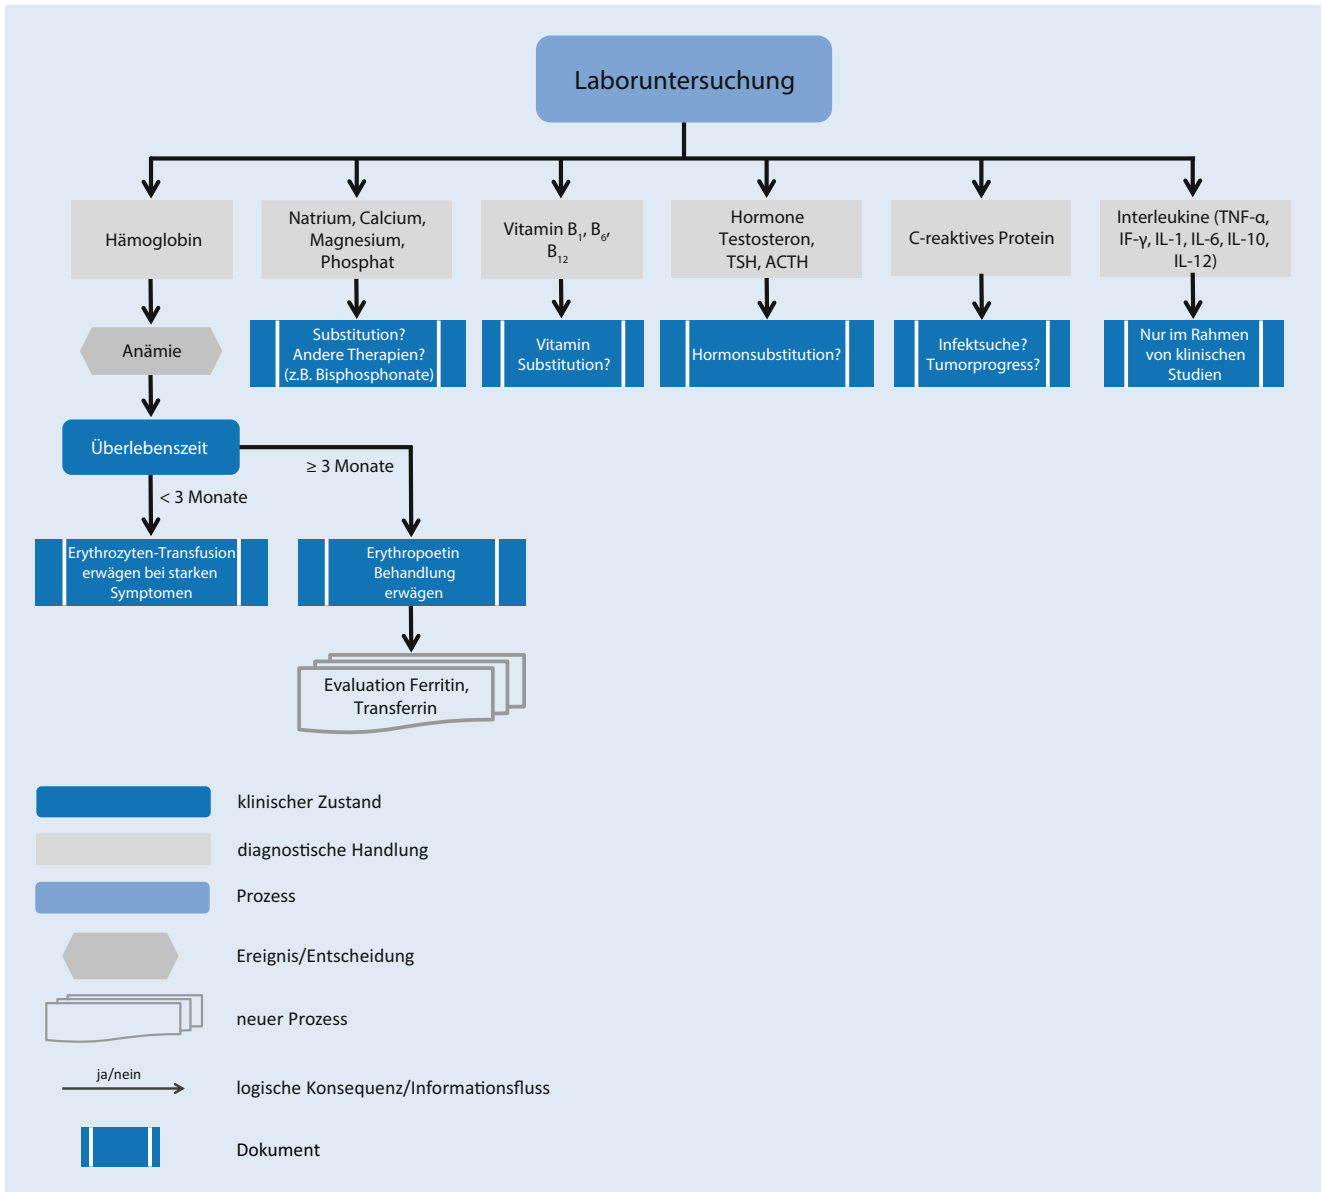 Laboruntersuchung
Hämoglobin
Natrium, Calcium,
Magnesium,
Phosphat
Vitamin B₁, B₆,
B₁₂
Hormone
Testosteron,
TSH, ACTH
C-reaktives Protein
Interleukine (TNF-α,
IF-γ, IL-1, IL-6, IL-10,
IL-12)
Anämie
Substitution?
Andere Therapien?
(z.B. Bisphosphonate)
Vitamin
Substitution?
Hormonsubstitution?
Infektsuche?
Tumorprogress?
Nur im Rahmen
von klinischen
Studien
Überlebenszeit
≥ 3 Monate
< 3 Monate
Erythrozyten-Transfusion
erwägen bei starken
Symptomen
Erythropoetin
Behandlung
erwägen
Evaluation Ferritin,
Transferrin
klinischer Zustand
diagnostische Handlung
Prozess
Ereignis/Entscheidung
neuer Prozess
ja/nein
logische Konsequenz/Informationsfluss
Dokument